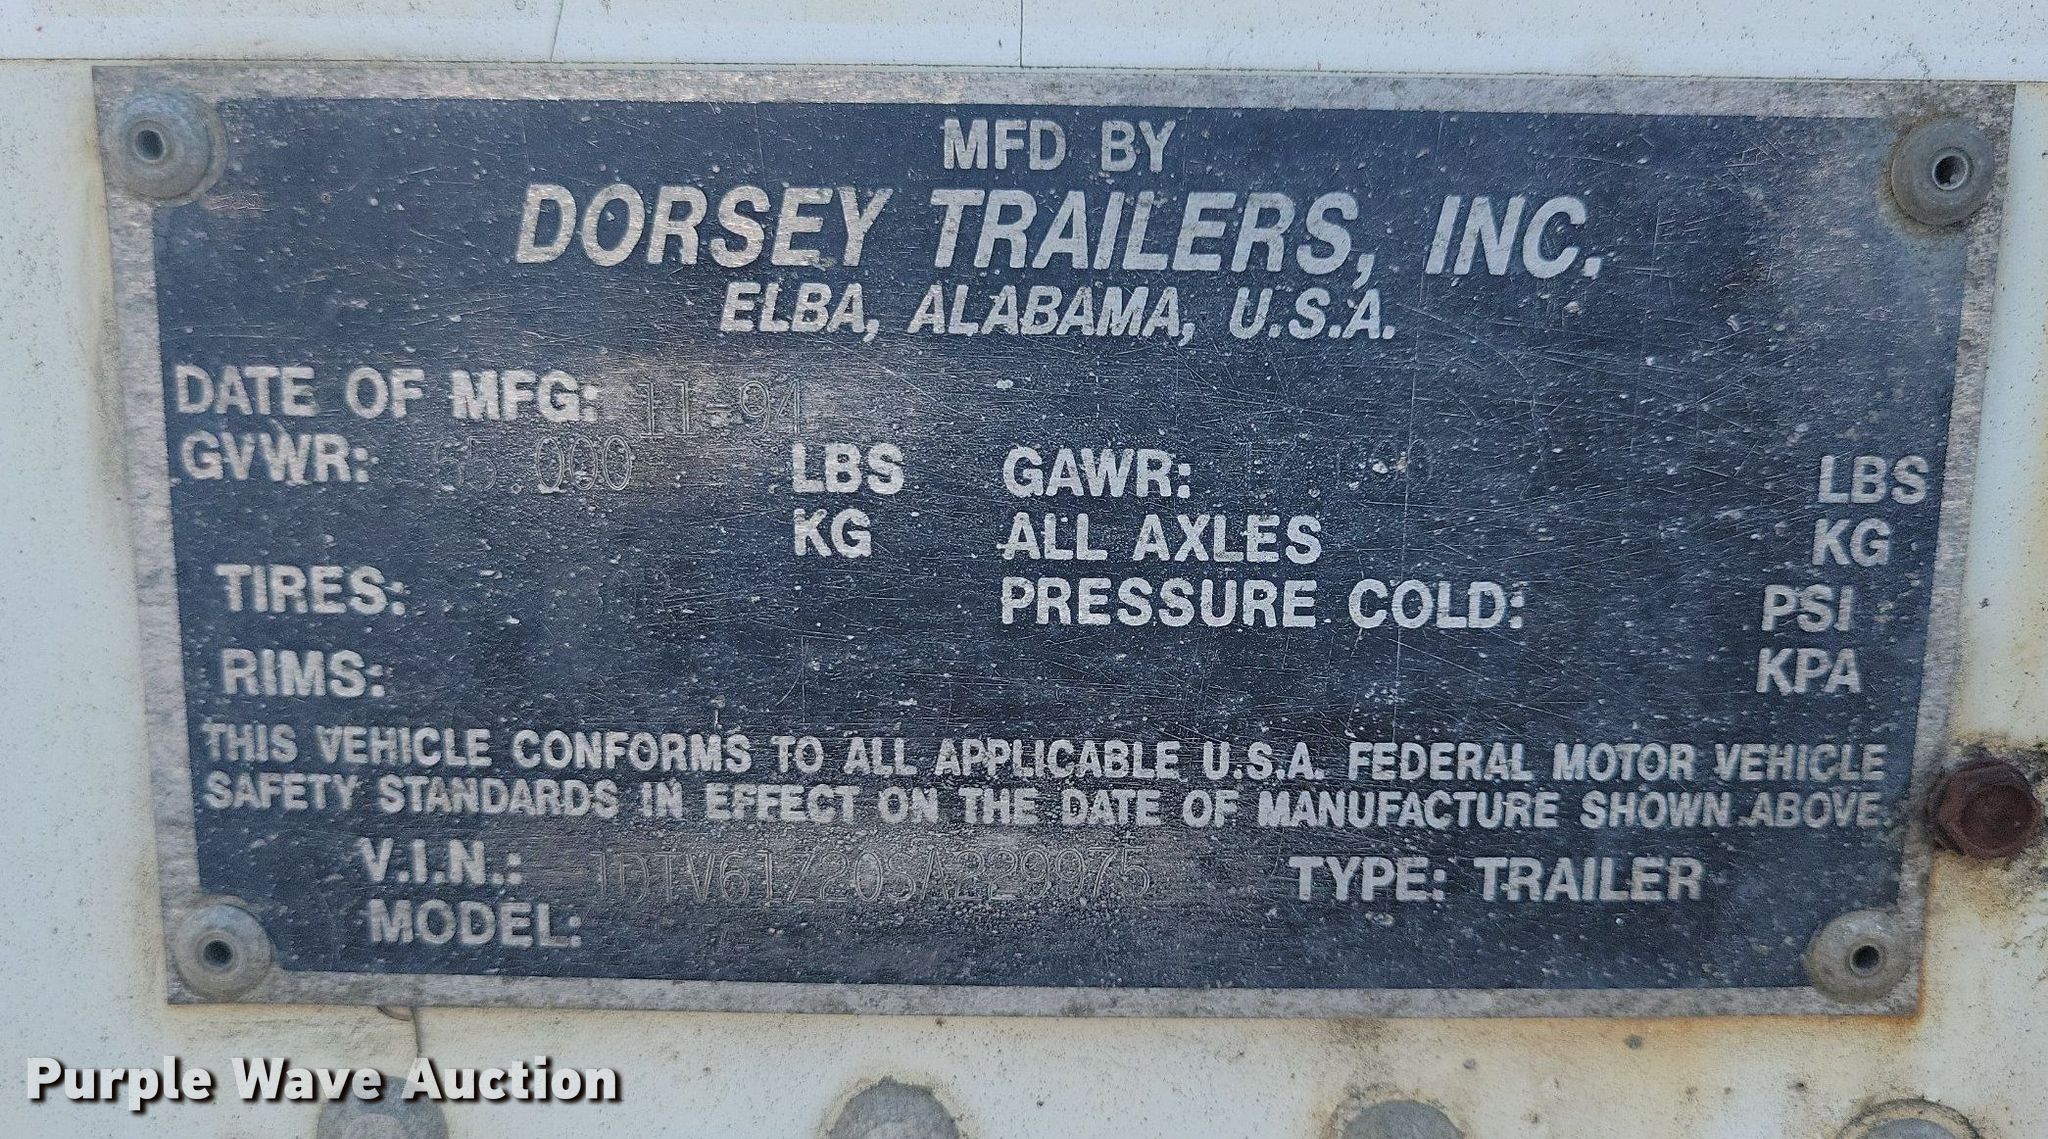 MFD BY
DORSEY TRAILERS, INC.
ELBA, ALABAMA, U.S.A.
DATE OF MFG: 11-94
GVWR: 65 000 LBS GAWR: LBS
KG ALL AXLES KG
TIRES: PRESSURE COLD: PSI
RIMS: KPA
THIS VEHICLE CONFORMS TO ALL APPLICABLE U.S.A. FEDERAL MOTOR VEHICLE
SAFETY STANDARDS IN EFFECT ON THE DATE OF MANUFACTURE SHOWN ABOVE.
V.I.N.: 1DTV61Z20SA229975 TYPE: TRAILER
MODEL:
Purple Wave Auction